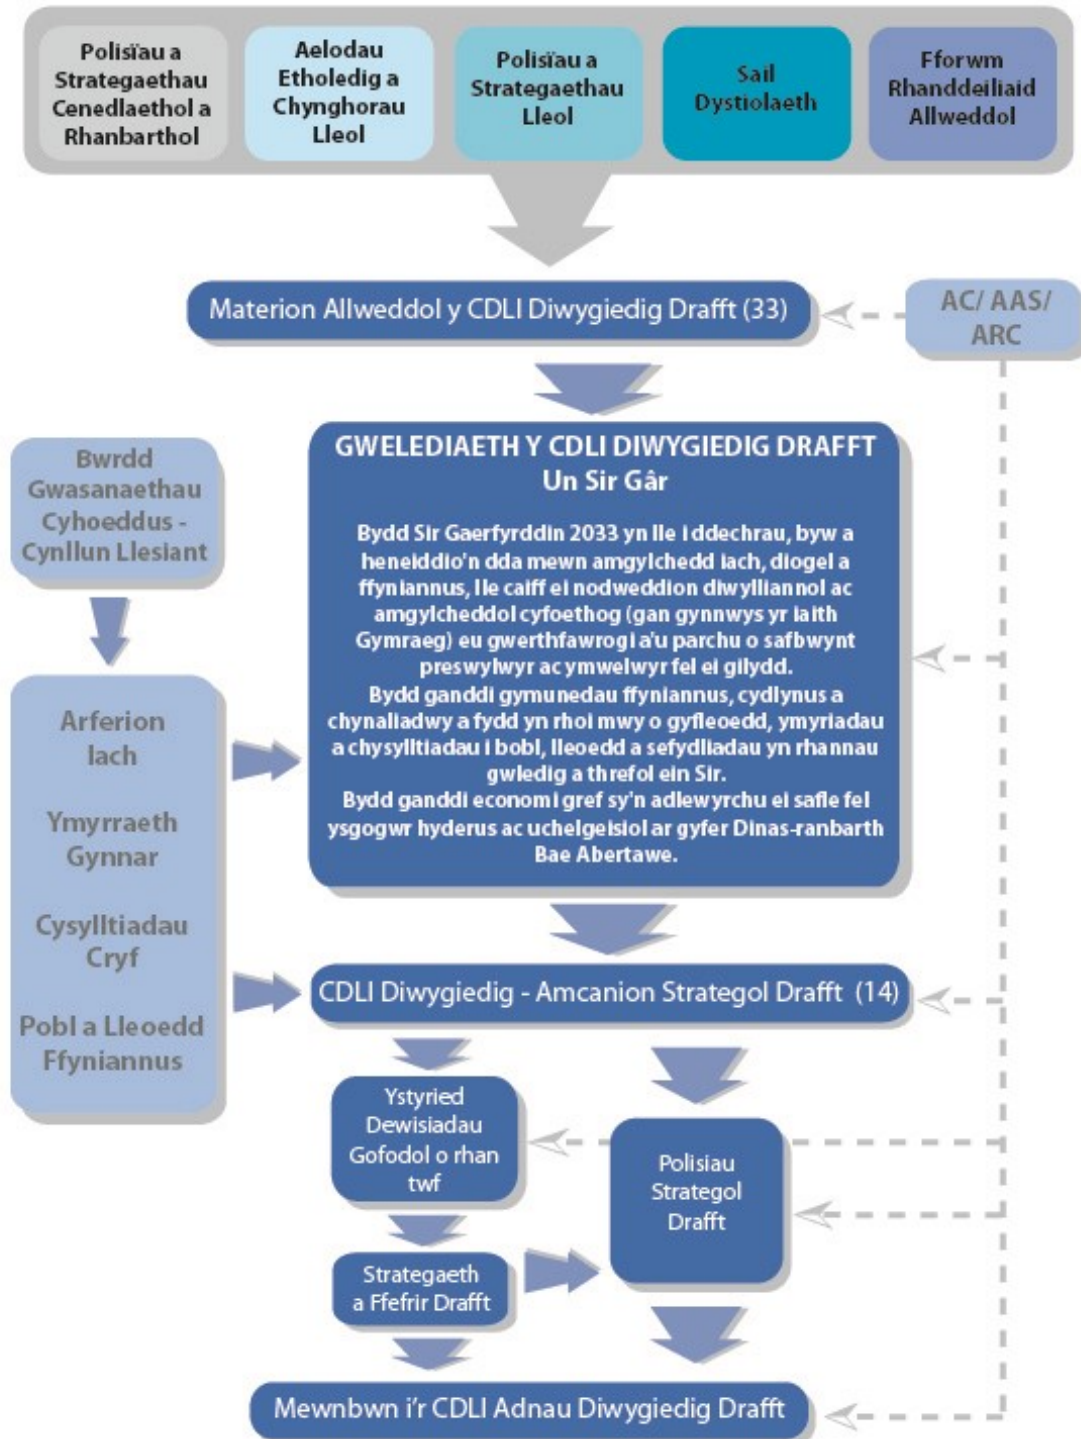 Polisïau a
Strategaethau
Cenedlaethol a
Rhanbarthol
Aelodau
Etholedig a
Chynghorau
Lleol
Polisïau a
Strategaethau
Lleol
Sail
Dystiolaeth
Fforwm
Rhanddeiliaid
Allweddol
Materion Allweddol y CDLl Diwygiedig Drafft (33)
AC/ AAS/
ARC
GWELEDIAETH Y CDLl DIWYGIEDIG DRAFFT
Un Sir Gâr
Bydd Sir Gaerfyrddin 2033 yn lle i ddechrau, byw a
heneiddio'n dda mewn amgylchedd iach, diogel a
ffyniannus, lle caiff ei nodweddion diwylliannol ac
amgylcheddol cyfoethog (gan gynnwys yr iaith
Gymraeg) eu gwerthfawrogi a'u parchu o safbwynt
preswylwyr ac ymwelwyr fel ei gilydd.
Bydd ganddi gymunedau ffyniannus, cydlynus a
chynaliadwy a fydd yn rhoi mwy o gyfleoedd, ymyriadau
a chysylltiadau i bobl, lleoedd a sefydliadau yn rhannau
gwledig a threfol ein Sir.
Bydd ganddi economi gref sy'n adlewyrchu ei safle fel
ysgogwr hyderus ac uchelgeisiol ar gyfer Dinas-ranbarth
Bae Abertawe.
Bwrdd
Gwasanaethau
Cyhoeddus -
Cynllun Llesiant
Arferion
Iach
Ymyrraeth
Gynnar
Cysylltiadau
Cryf
Pobl a Lleoedd
Ffyniannus
CDLl Diwygiedig - Amcanion Strategol Drafft (14)
Ystyried
Dewisiadau
Gofodol o rhan
twf
Polisiau
Strategol
Drafft
Strategaeth
a Ffefrir Drafft
Mewnbwn i'r CDLl Adnau Diwygiedig Drafft